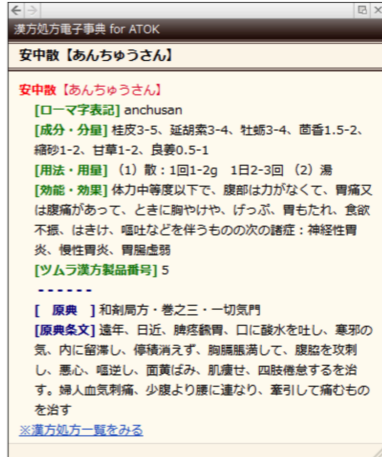 漢方処方電子事典 for ATOK
安中散【あんちゅうさん】
安中散【あんちゅうさん】
[ローマ字表記] anchusan
[成分・分量] 桂皮3-5、延胡索3-4、牡蛎3-4、茴香1.5-2、
縮砂1-2、甘草1-2、良姜0.5-1
[用法・用量] （1）散：1回1-2g　1日2-3回 （2）湯
[効能・効果] 体力中等度以下で、腹部は力がなくて、胃痛又
は腹痛があって、ときに胸やけや、げっぷ、胃もたれ、食欲
不振、はきけ、嘔吐などを伴うものの次の諸症：神経性胃
炎、慢性胃炎、胃腸虚弱
[ツムラ漢方製品番号] 5
- - - - - -
[　原典　] 和剤局方・巻之三・一切気門
[原典条文] 遠年、日近、脾疼飜胃、口に酸水を吐し、寒邪の
気、内に留滞し、停積消えず、胸膈脹満して、腹脇を攻刺
し、悪心、嘔逆し、面黄ばみ、肌痩せ、四肢倦怠するを治
す。婦人血気刺痛、少腹より腰に連なり、牽引して痛むもの
を治す
※漢方処方一覧をみる